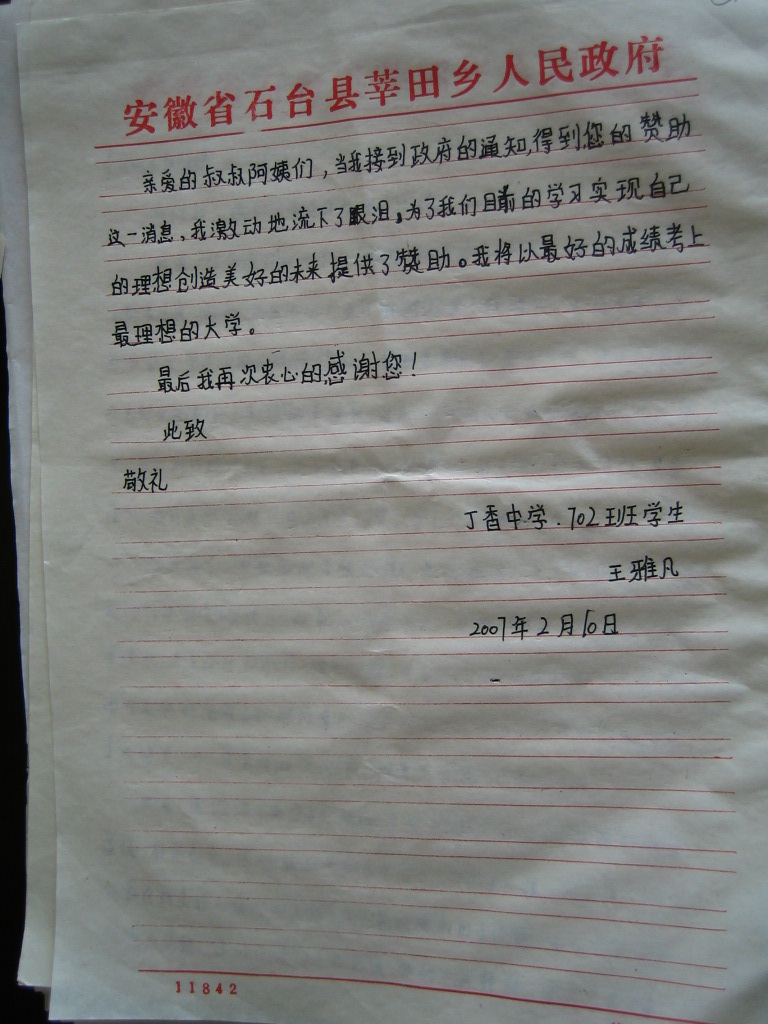 安徽省石台县莘田乡人民政府
亲爱的叔叔阿姨们，当我接到政府的通知,得到您的赞助
这一消息，我激动地流下了眼泪。为了我们目前的学习实现自己
的理想创造美好的未来提供了赞助。我将以最好的成绩考上
最理想的大学。
最后我再次衷心的感谢您！
此致
敬礼
丁香中学.702班学生
王雅凡
2007年2月10日
11842